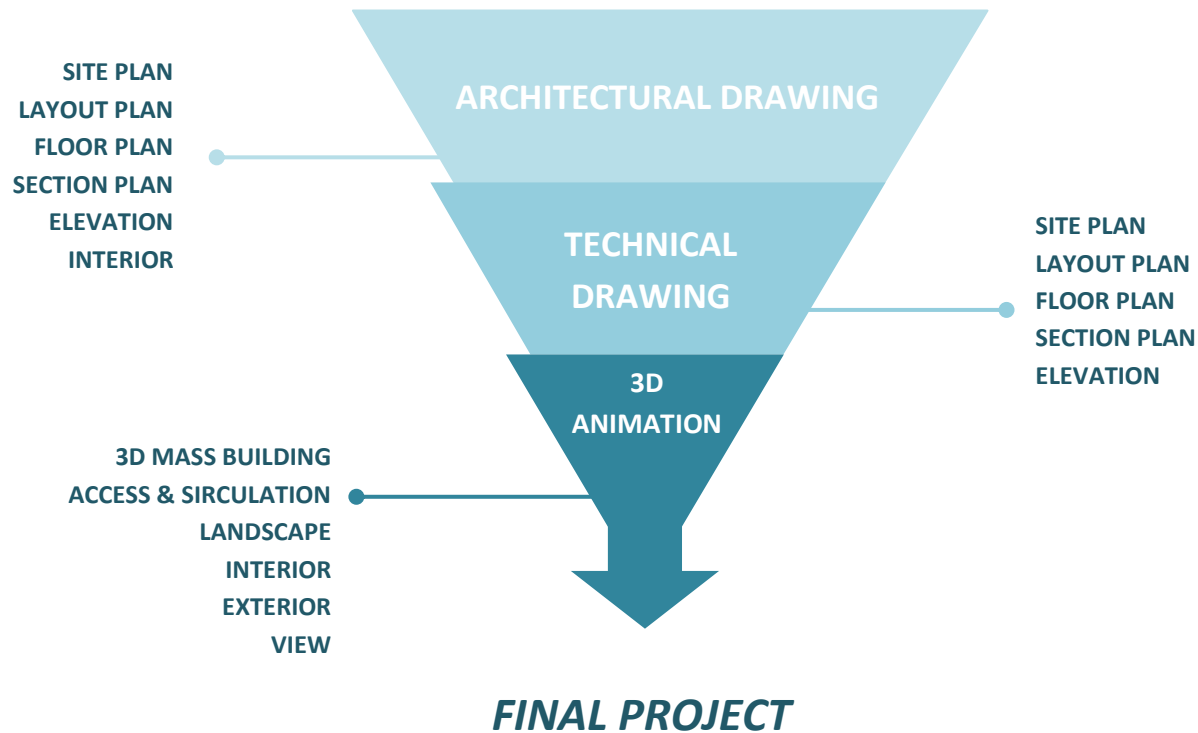 ARCHITECTURAL DRAWING
SITE PLAN
LAYOUT PLAN
FLOOR PLAN
SECTION PLAN
ELEVATION
INTERIOR
TECHNICAL
DRAWING
SITE PLAN
LAYOUT PLAN
FLOOR PLAN
SECTION PLAN
ELEVATION
3D
ANIMATION
3D MASS BUILDING
ACCESS & SIRCULATION
LANDSCAPE
INTERIOR
EXTERIOR
VIEW
FINAL PROJECT